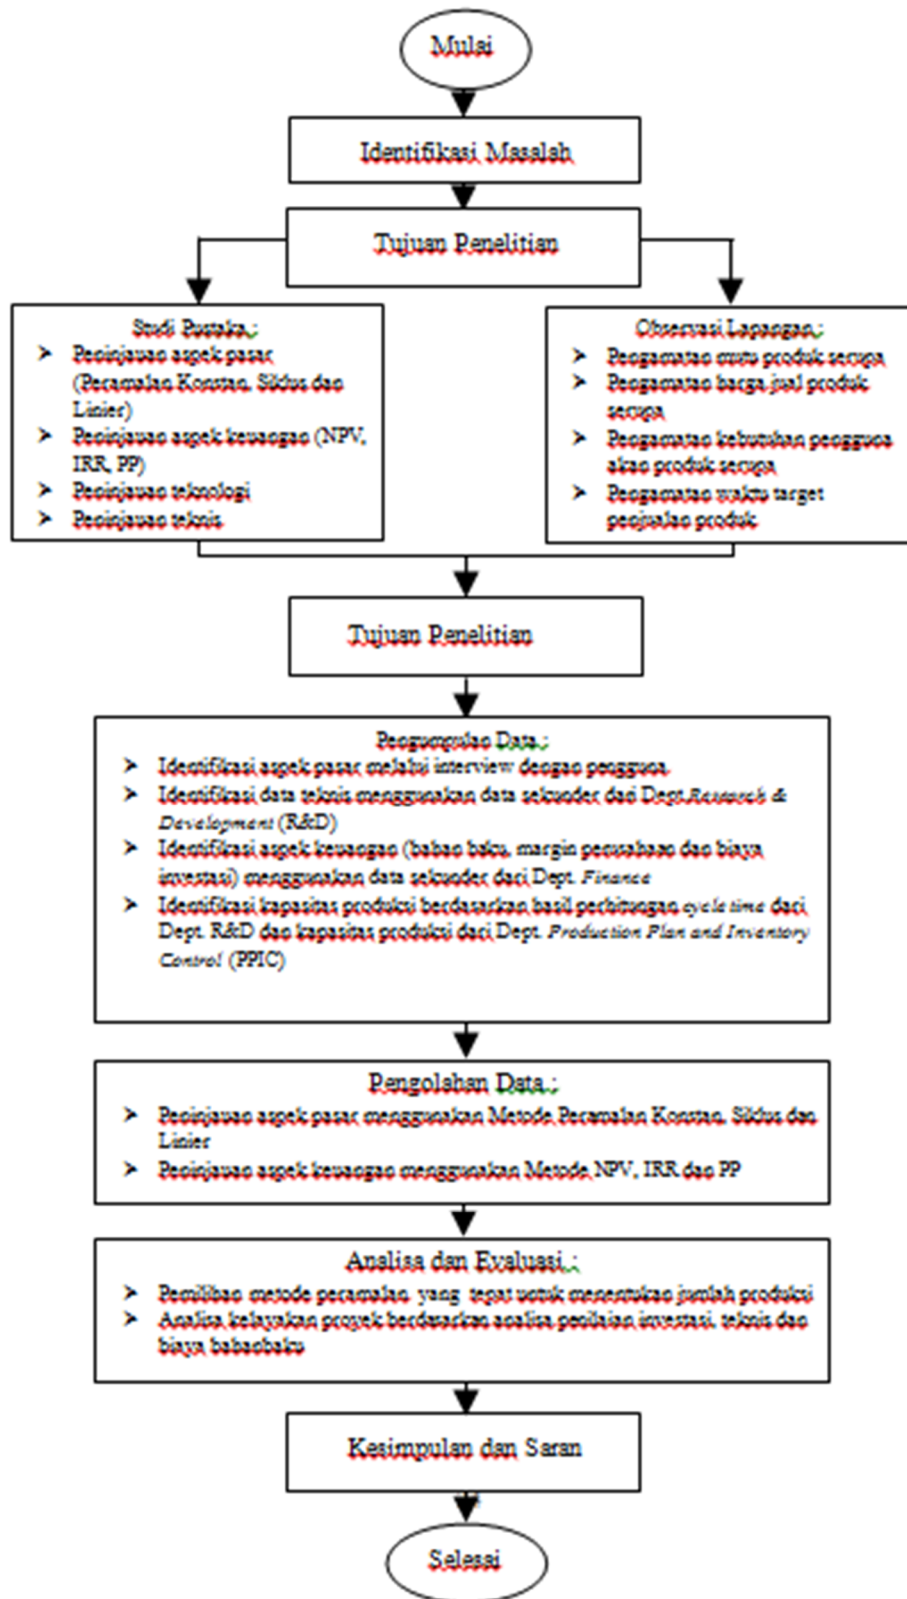 Mulai
Identifikasi Masalah
Tujuan Penelitian
Studi Pustaka :
➤ Peninjauan aspek pasar
(Peramalan Konstan, Siklus dan
Linier)
➤ Peninjauan aspek keuangan (NPV,
IRR, PP)
➤ Peninjauan teknologi
➤ Peninjauan teknis
Observasi Lapangan :
➤ Pengamatan mutu produk serupa
➤ Pengamatan harga jual produk
serupa
➤ Pengamatan kebutuhan pengguna
akan produk serupa
➤ Pengamatan waktu target
penjualan produk
Tujuan Penelitian
Pengumpulan Data :
➤ Identifikasi aspek pasar melalui interview dengan pengguna
➤ Identifikasi data teknis menggunakan data sekunder dari Dept.Research &
Development (R&D)
➤ Identifikasi aspek keuangan (bahan baku, margin perusahaan dan biaya
investasi) menggunakan data sekunder dari Dept. Finance
➤ Identifikasi kapasitas produksi berdasarkan hasil perhitungan cycle time dari
Dept. R&D dan kapasitas produksi dari Dept. Production Plan and Inventory
Control (PPIC)
Pengolahan Data :
➤ Peninjauan aspek pasar menggunakan Metode Peramalan Konstan, Siklus dan
Linier
➤ Peninjauan aspek keuangan menggunakan Metode NPV, IRR dan PP
Analisa dan Evaluasi :
➤ Pemilihan metode peramalan yang tepat untuk menentukan jumlah produksi
➤ Analisa kelayakan proyek berdasarkan analisa penilaian investasi, teknis dan
biaya bahanbaku
Kesimpulan dan Saran
Selesai